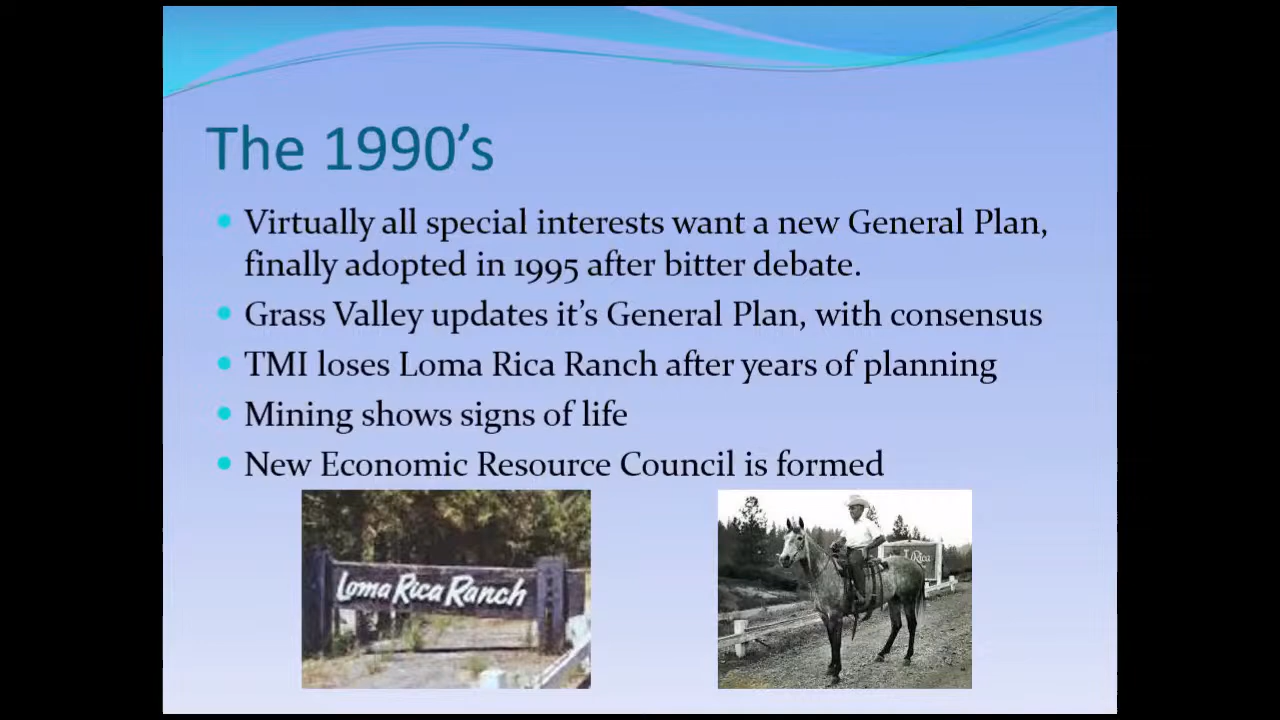 The 1990's
Virtually all special interests want a new General Plan,
finally adopted in 1995 after bitter debate.
Grass Valley updates it's General Plan, with consensus
TMI loses Loma Rica Ranch after years of planning
Mining shows signs of life
New Economic Resource Council is formed
Loma Rica Ranch
Rica